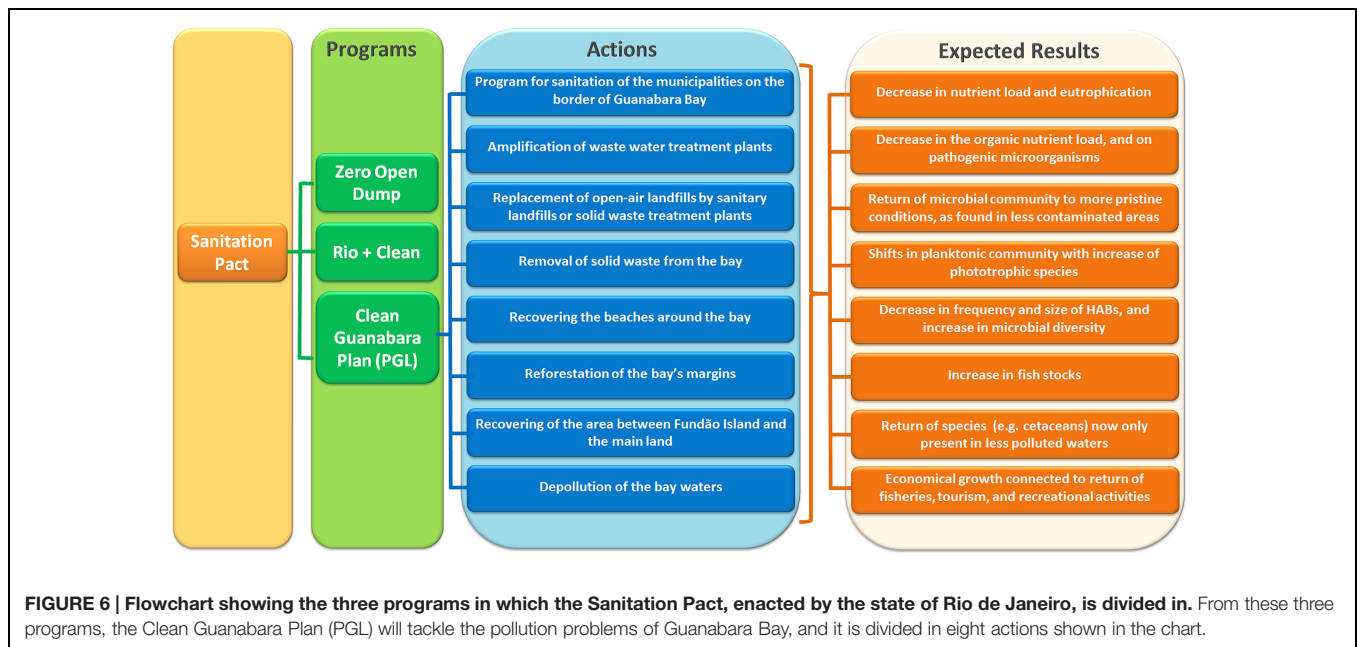 Programs
Actions
Expected Results
Sanitation
Pact
Zero Open
Dump
Rio + Clean
Clean
Guanabara
Plan (PGL)
Program for sanitation of the municipalities on the
border of Guanabara Bay
Amplification of waste water treatment plants
Replacement of open-air landfills by sanitary
landfills or solid waste treatment plants
Removal of solid waste from the bay
Recovering the beaches around the bay
Reforestation of the bay's margins
Recovering of the area between Fundão Island and
the main land
Depollution of the bay waters
Decrease in nutrient load and eutrophication
Decrease in the organic nutrient load, and on
pathogenic microorganisms
Return of microbial community to more pristine
conditions, as found in less contaminated areas
Shifts in planktonic community with increase of
phototrophic species
Decrease in frequency and size of HABs, and
increase in microbial diversity
Increase in fish stocks
Return of species (e.g. cetaceans) now only
present in less polluted waters
Economical growth connected to return of
fisheries, tourism, and recreational activities
FIGURE 6 | Flowchart showing the three programs in which the Sanitation Pact, enacted by the state of Rio de Janeiro, is divided in. From these three
programs, the Clean Guanabara Plan (PGL) will tackle the pollution problems of Guanabara Bay, and it is divided in eight actions shown in the chart.